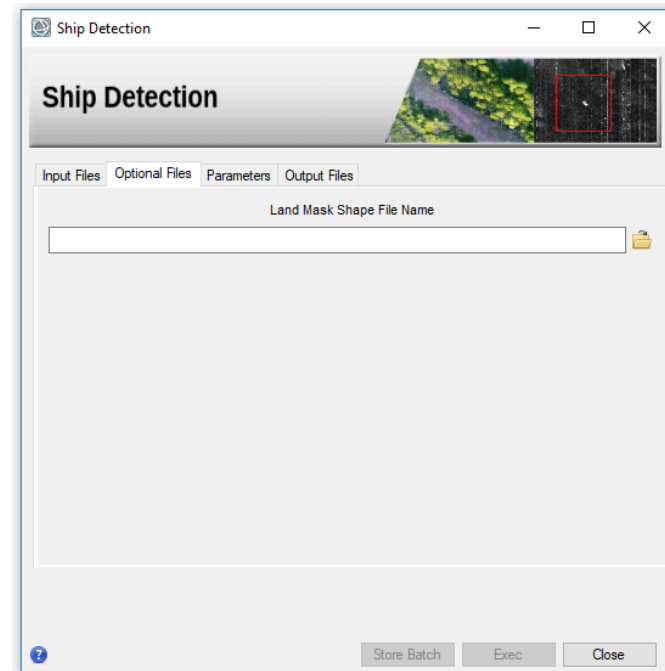 Ship Detection
Ship Detection
Input Files Optional Files Parameters Output Files
Land Mask Shape File Name
Store Batch Exec Close